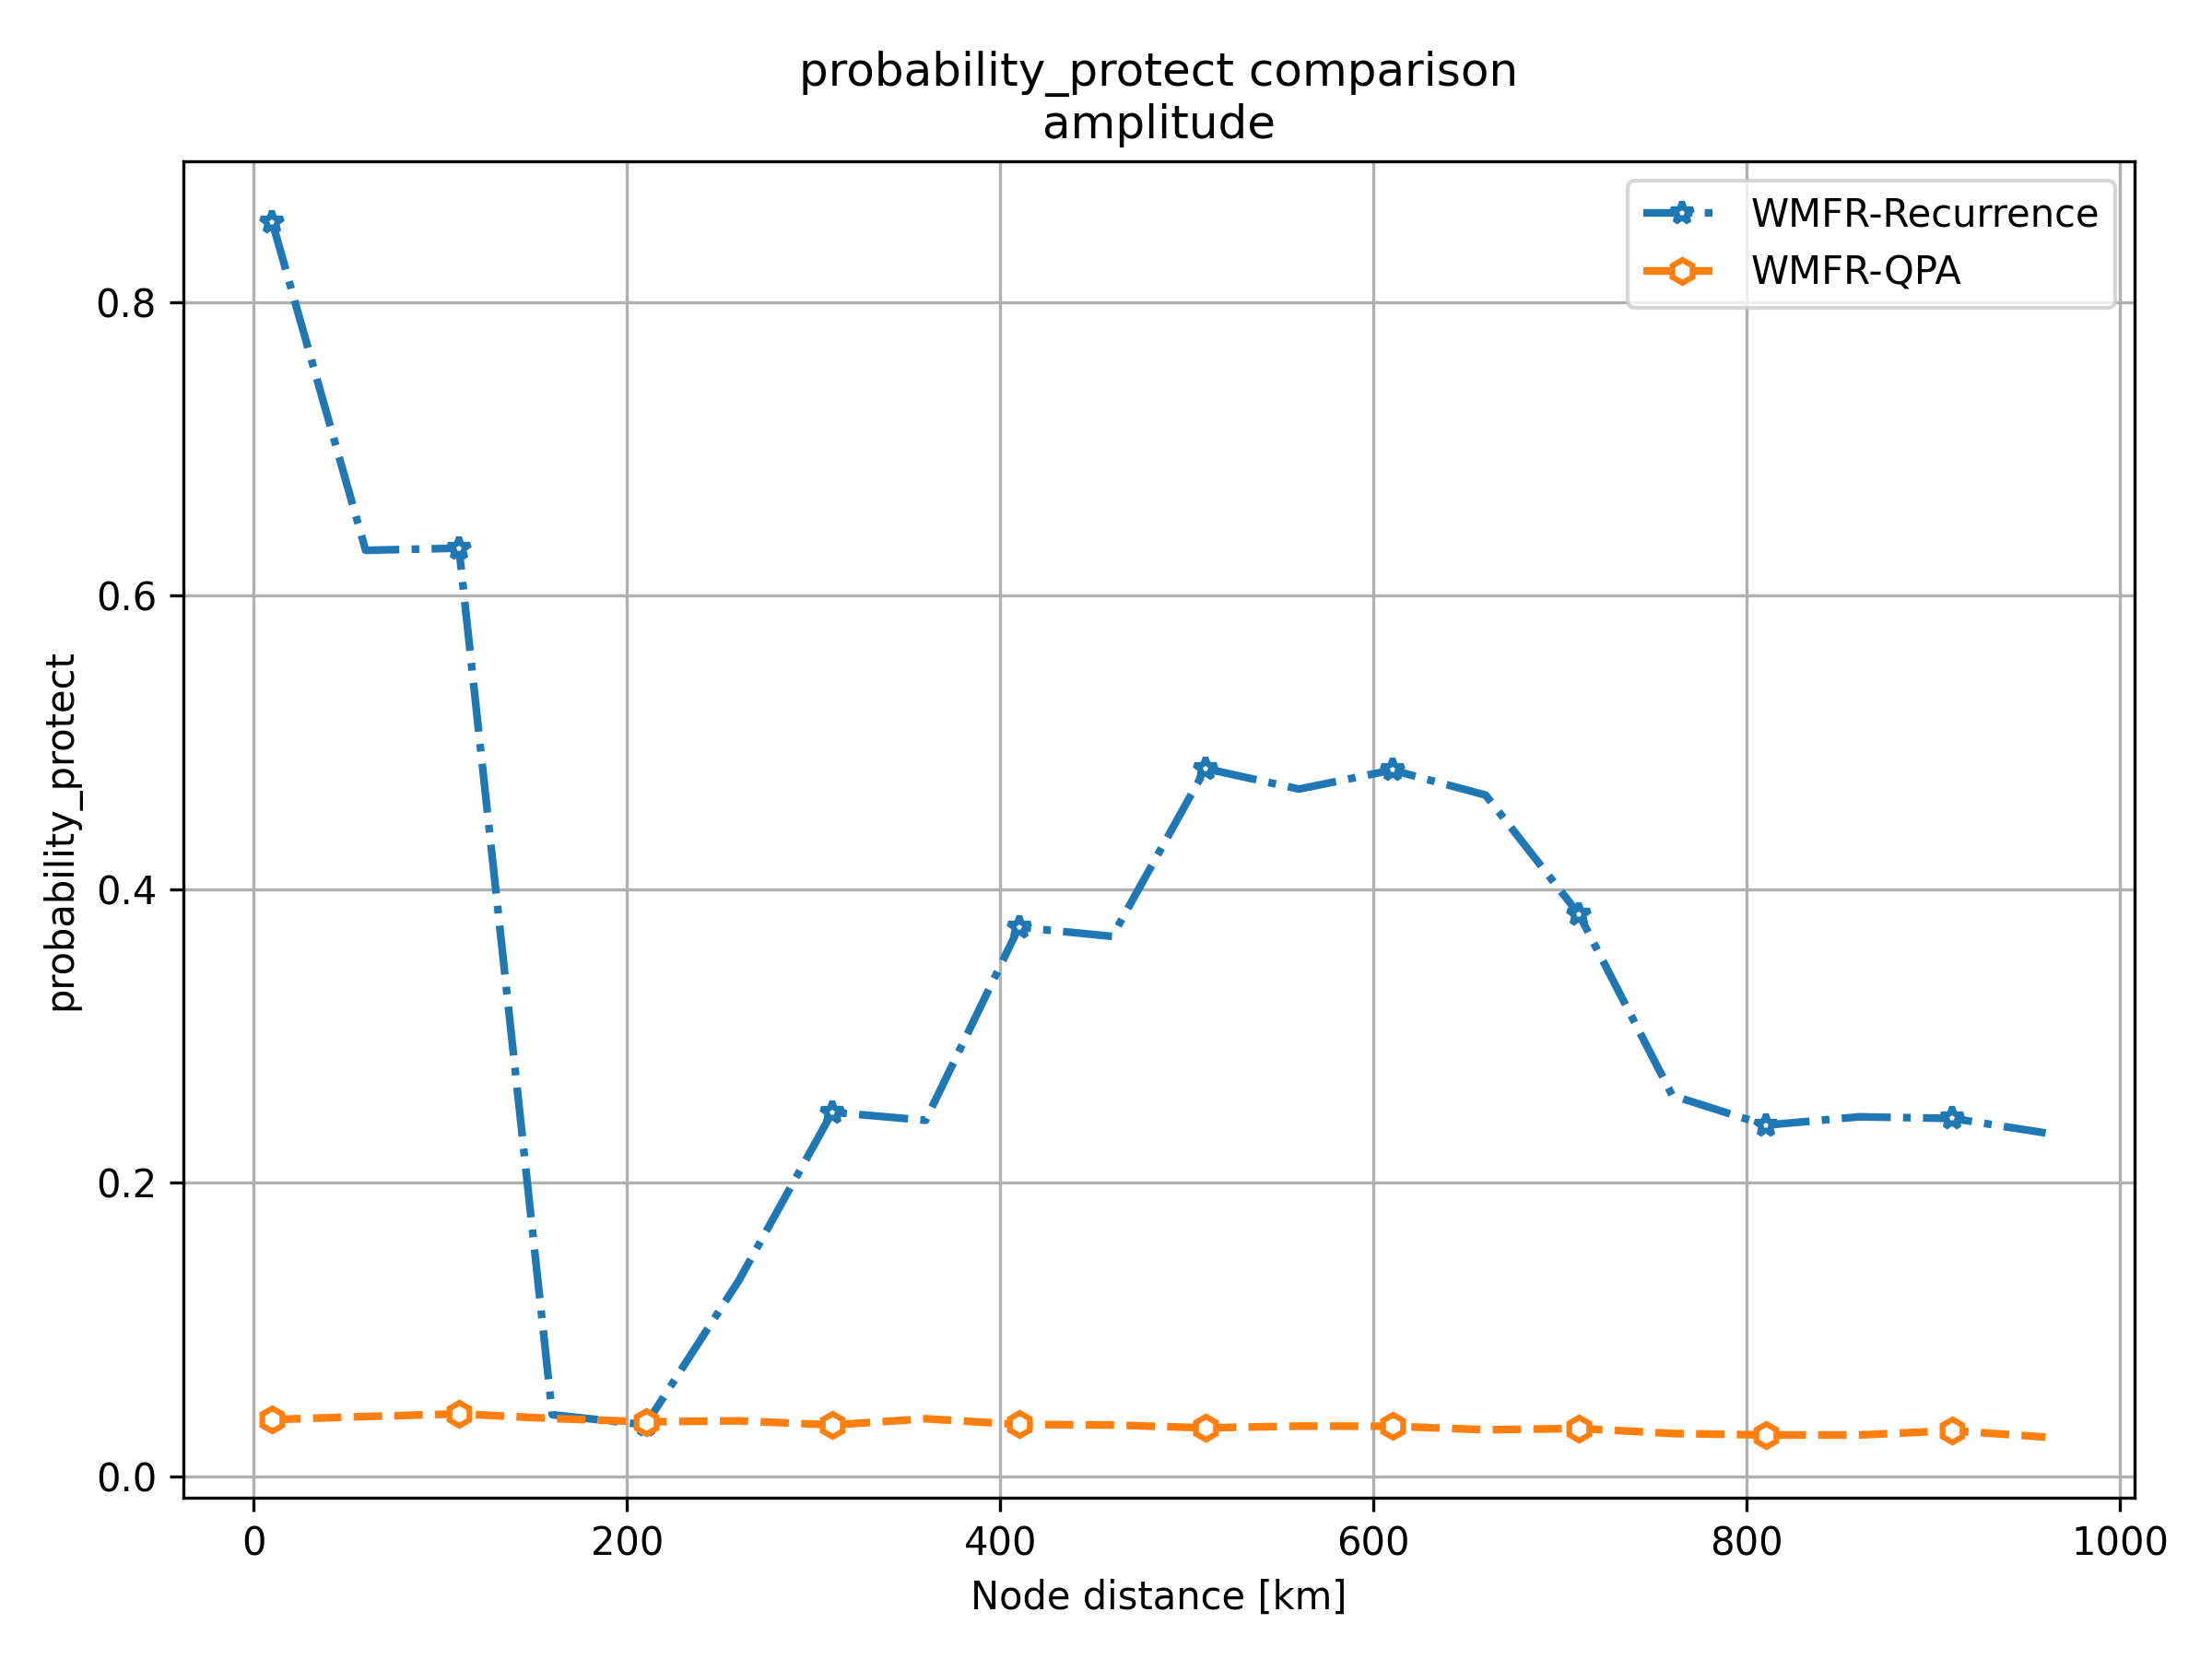 probability_protect comparison
amplitude
WMFR-Recurrence
WMFR-QPA
probability_protect
0.8
0.6
0.4
0.2
0.0
0 200 400 600 800 1000
Node distance [km]